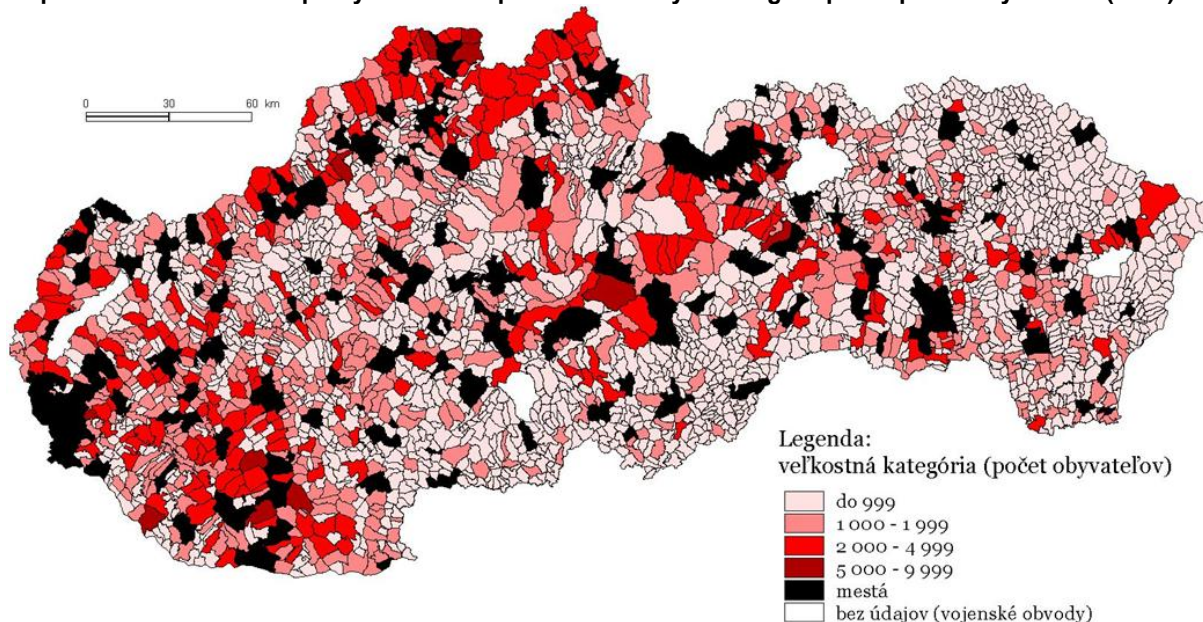 0 30 60 km
Legenda:
veľkostná kategória (počet obyvateľov)
do 999
1 000 - 1 999
2 000 - 4 999
5 000 - 9 999
mestá
bez údajov (vojenské obvody)